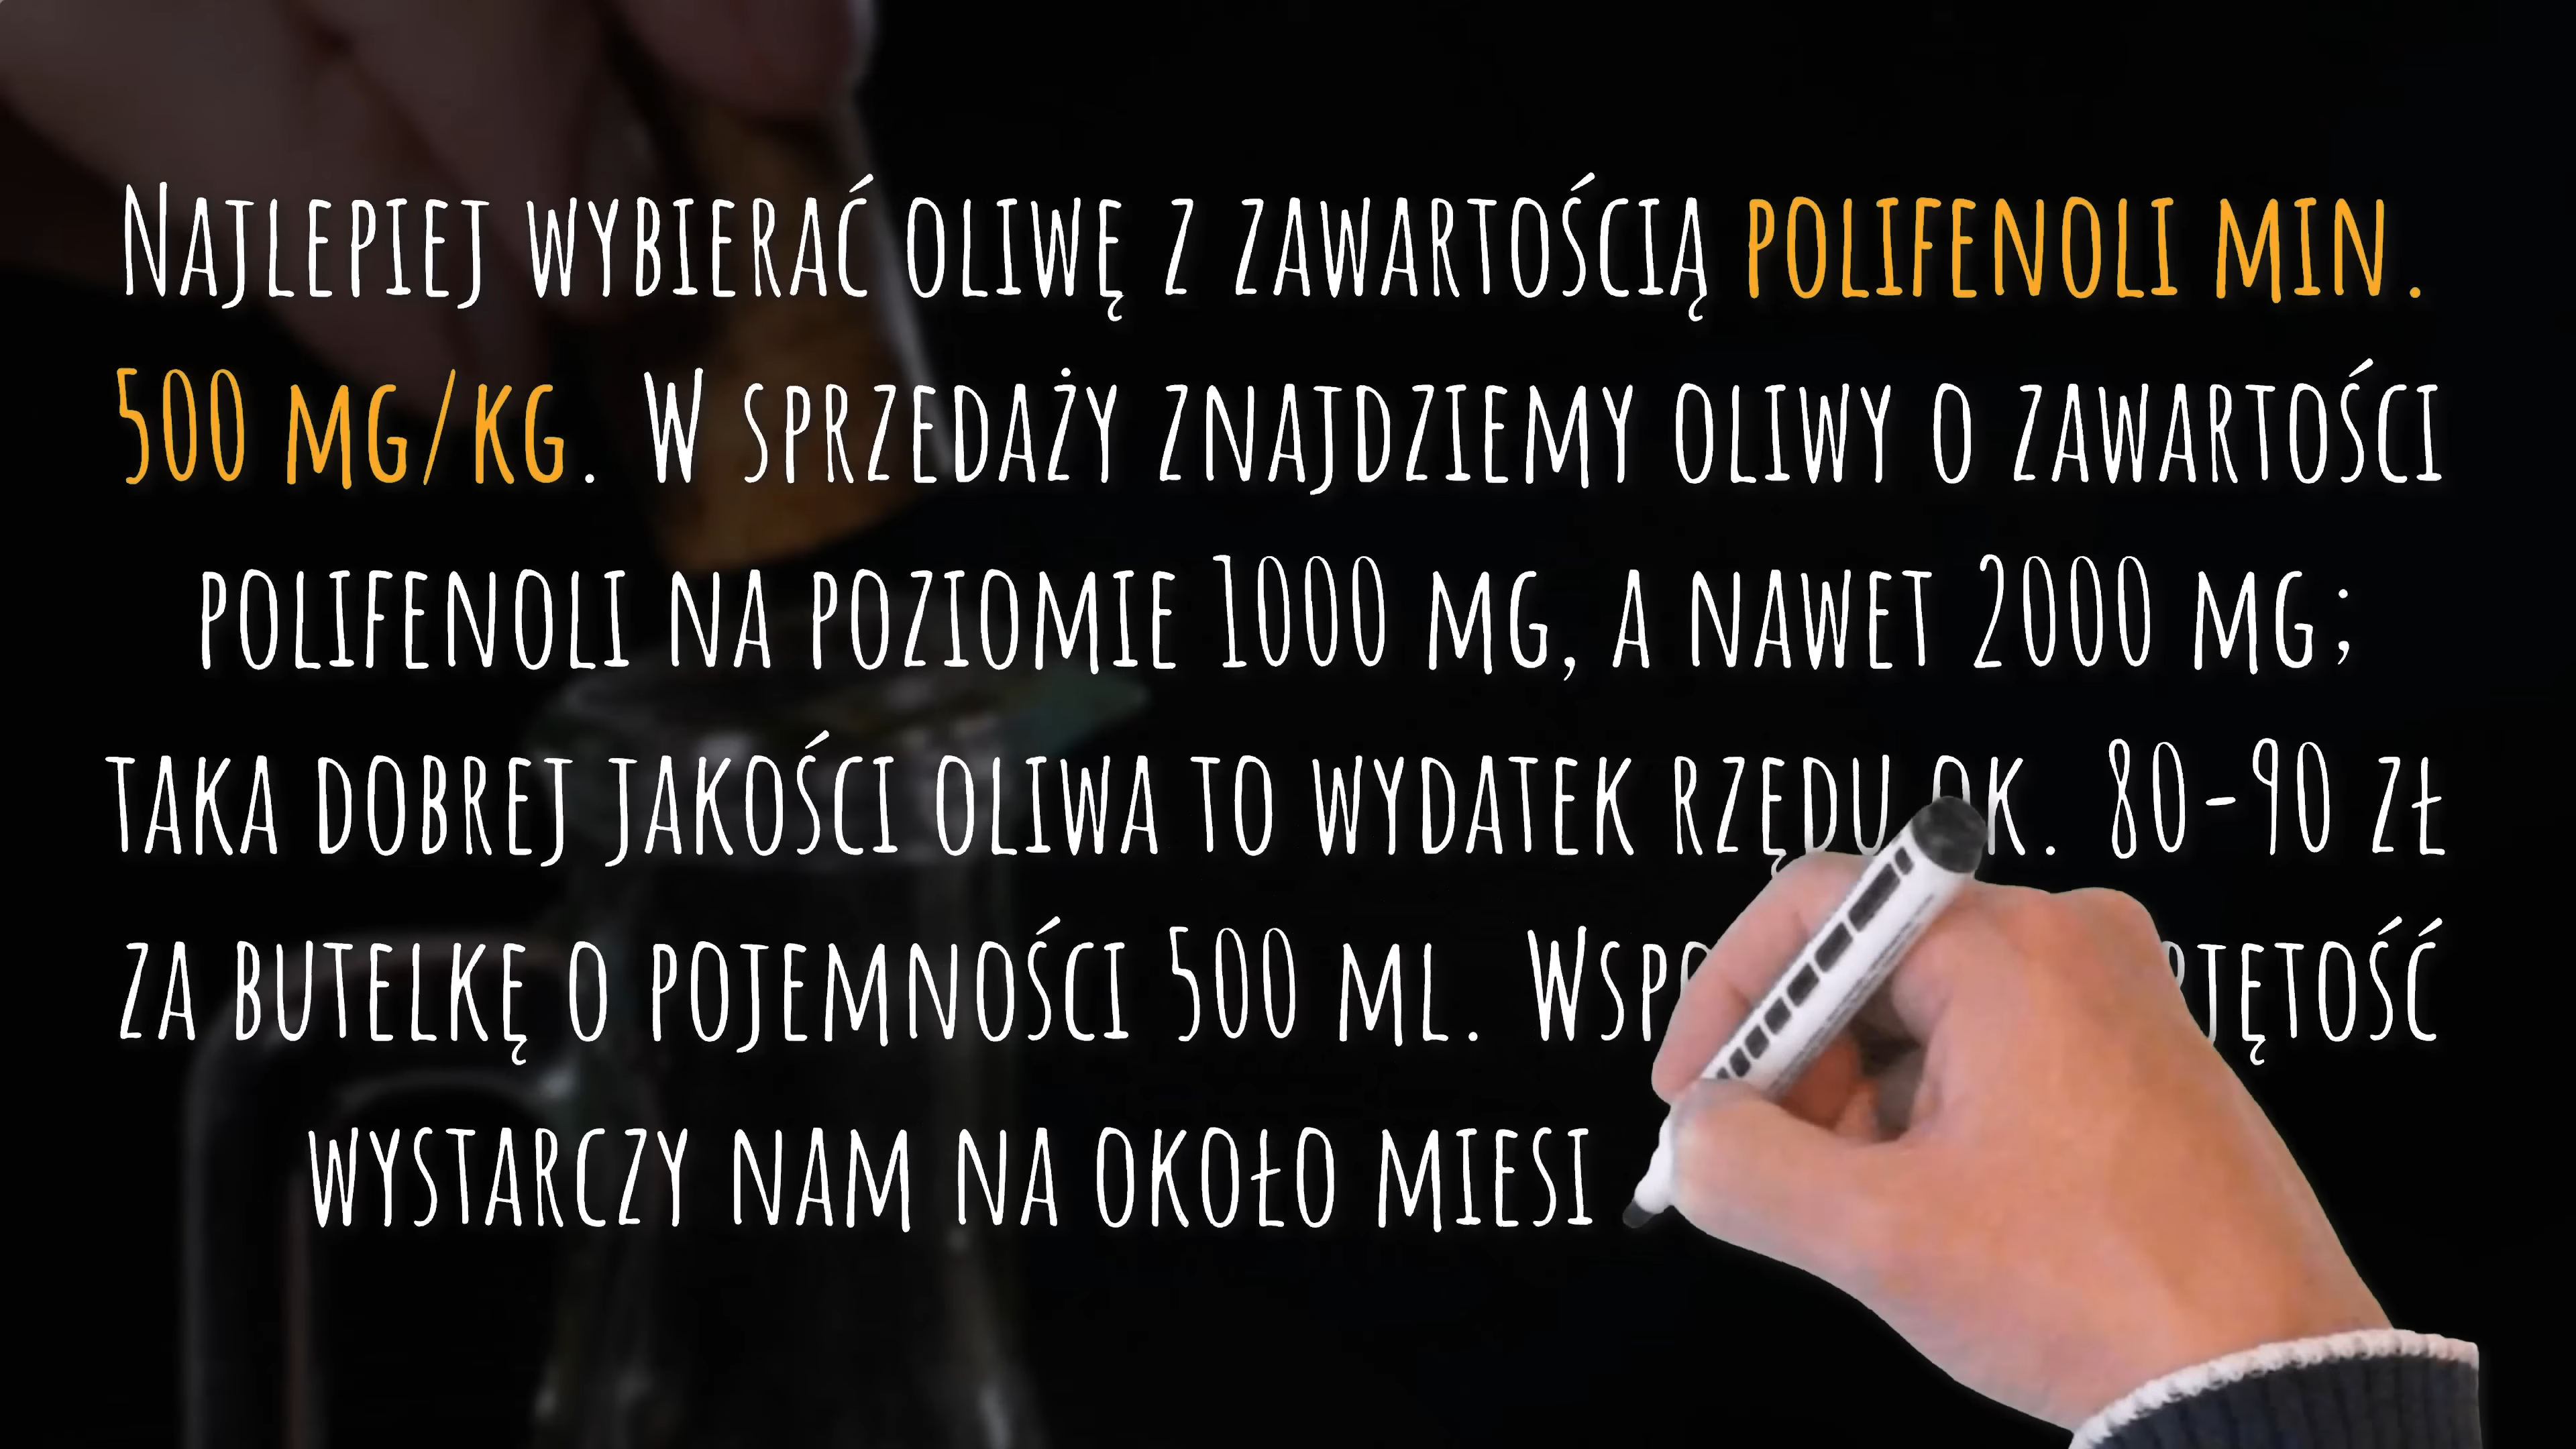 Najlepiej wybierać oliwę z zawartością polifenoli min.
500 mg/kg. W sprzedaży znajdziemy oliwy o zawartości
polifenoli na poziomie 1000 mg, a nawet 2000 mg;
taka dobrej jakości oliwa to wydatek rzędu ok. 80-90 zł
za butelkę o pojemności 500 ml.
wystarczy nam na około miesi